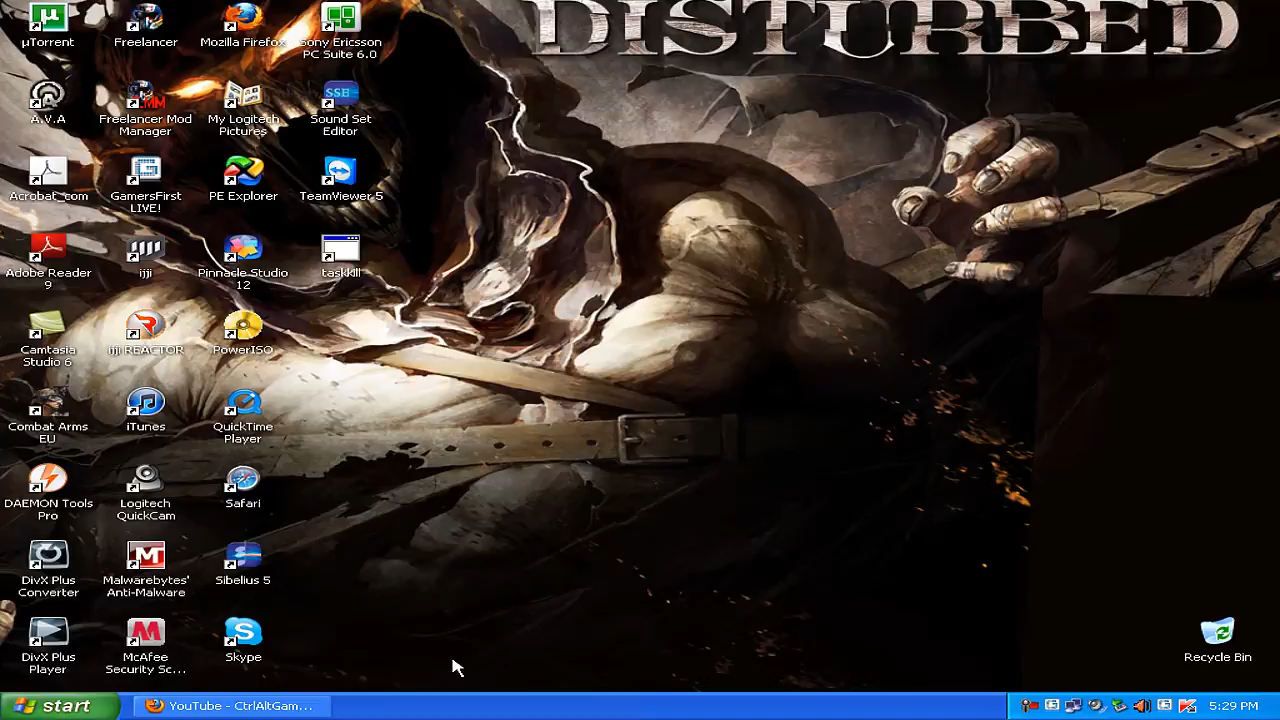 DISTURBED
µTorrent
Freelancer
Mozilla Firefox
Sony Ericsson
PC Suite 6.0
A.V.A
Freelancer Mod
Manager
MM
My Logitech
Pictures
SSE
Sound Set
Editor
Acrobat_com
GamersFirst
LIVE!
PE Explorer
TeamViewer 5
Adobe Reader
9
ijji
Pinnacle Studio
12
taskkill
Camtasia
Studio 6
ijji REACTOR
PowerISO
Combat Arms
EU
iTunes
QuickTime
Player
DAEMON Tools
Pro
Logitech
QuickCam
Safari
DivX Plus
Converter
Malwarebytes'
Anti-Malware
Sibelius 5
DivX Plus
Player
McAfee
Security Sc...
Skype
Recycle Bin
start
YouTube - CtrlAltGam...
5:29 PM